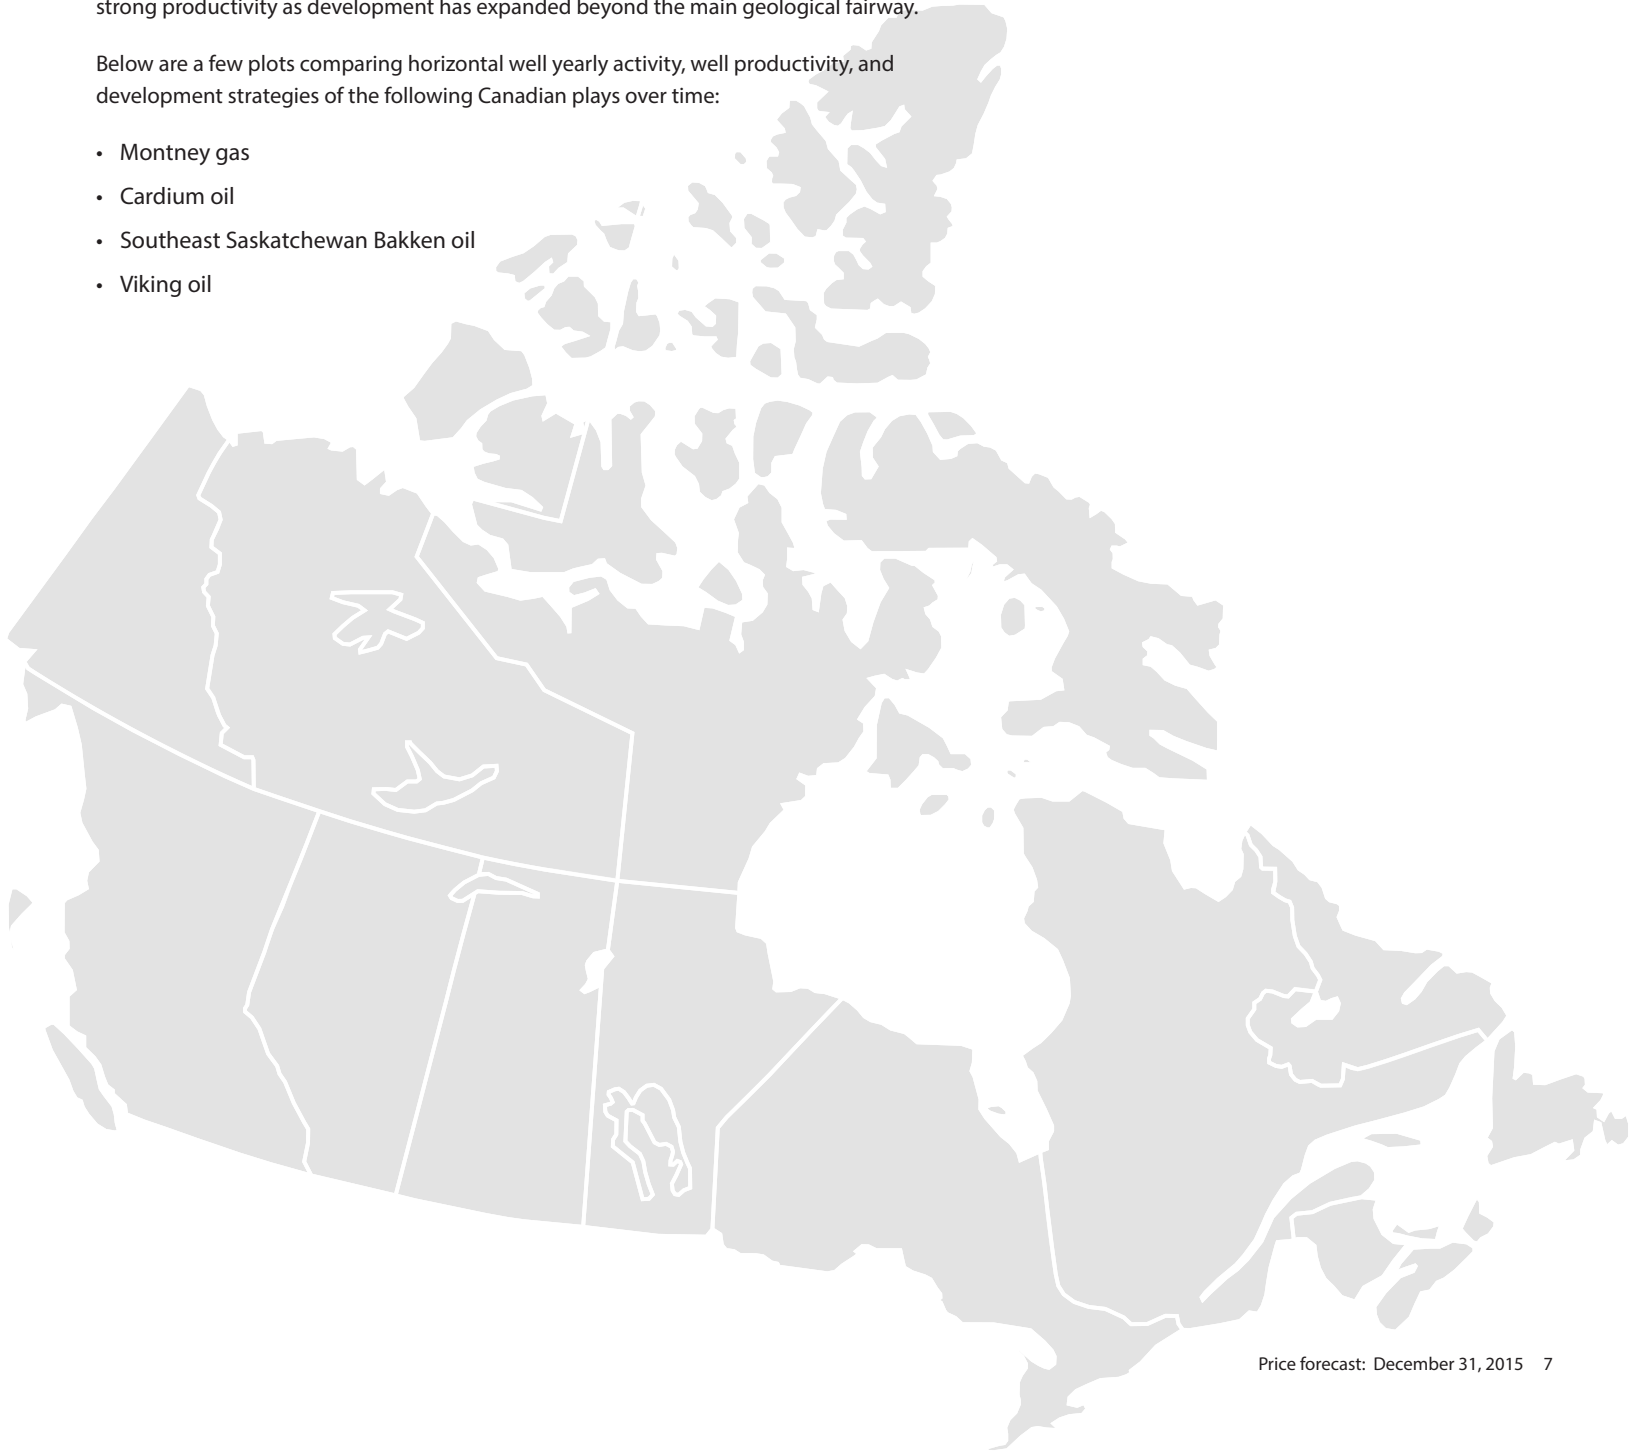 strong productivity as development has expanded beyond the main geological fairway.
Below are a few plots comparing horizontal well yearly activity, well productivity, and
development strategies of the following Canadian plays over time:
• Montney gas
• Cardium oil
• Southeast Saskatchewan Bakken oil
• Viking oil
Price forecast: December 31, 2015 7